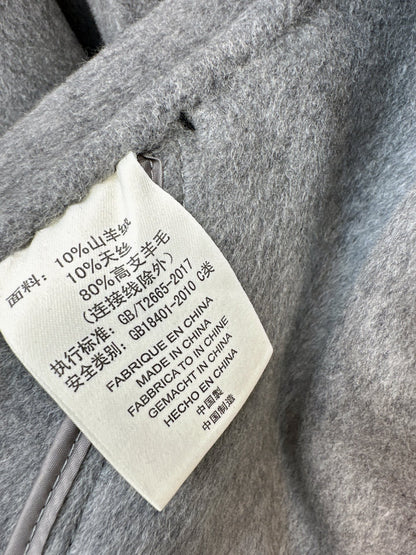 面料：10%山羊绒
10%天丝
80%高支羊毛
（连接线除外）
执行标准：GB/T2665-2017
安全类别：GB18401-2010 C类
FABRIQUE EN CHINA
MADE IN CHINA
FABBRICATO IN CHINE
GEMACHT IN CHINA
HECHO EN CHINA
中国製
中国制造